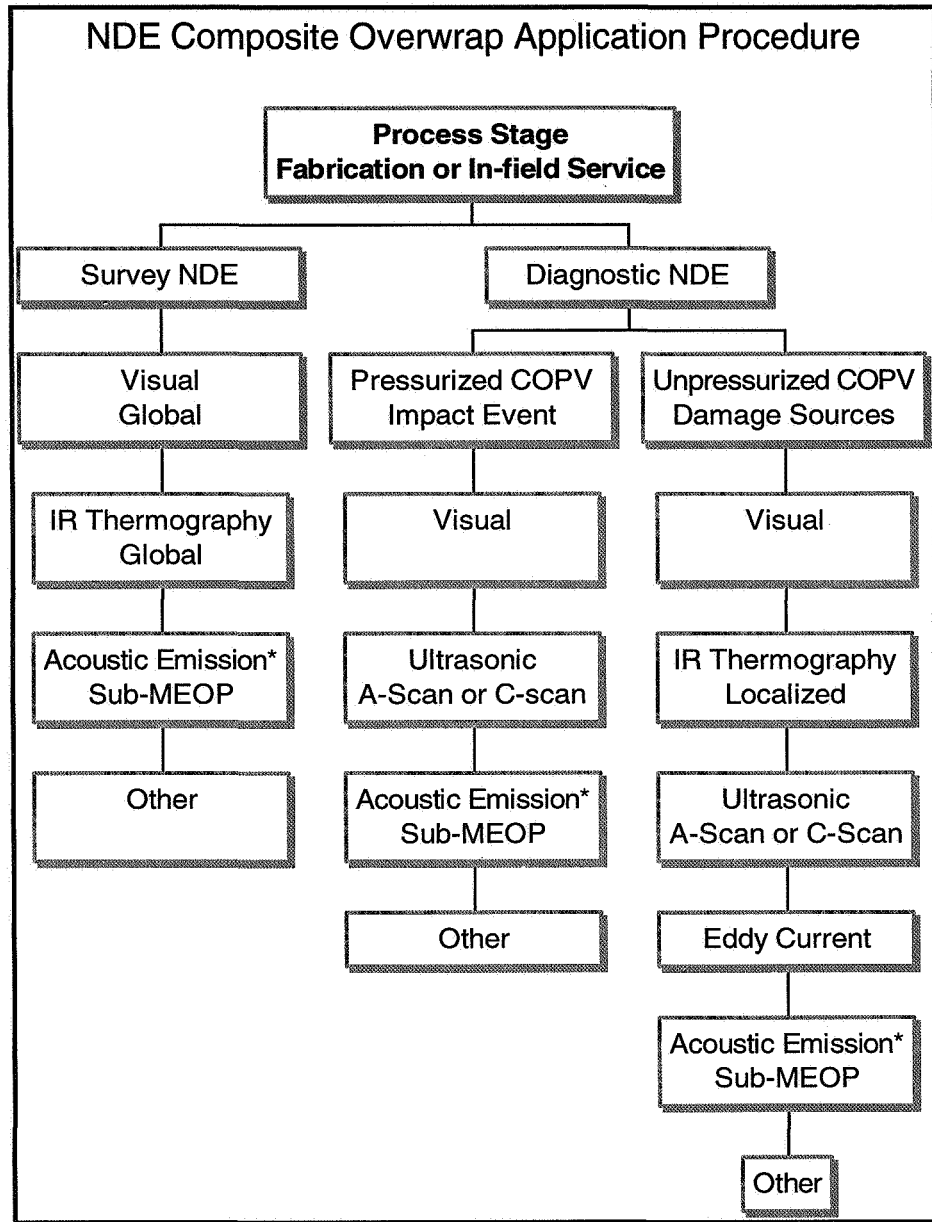 NDE Composite Overwrap Application Procedure
Process Stage
Fabrication or In-field Service
Survey NDE
Diagnostic NDE
Visual
Global
Pressurized COPV
Impact Event
Unpressurized COPV
Damage Sources
IR Thermography
Global
Visual
Visual
Acoustic Emission*
Sub-MEOP
Ultrasonic
A-Scan or C-scan
IR Thermography
Localized
Other
Acoustic Emission*
Sub-MEOP
Ultrasonic
A-Scan or C-Scan
Other
Eddy Current
Acoustic Emission*
Sub-MEOP
Other